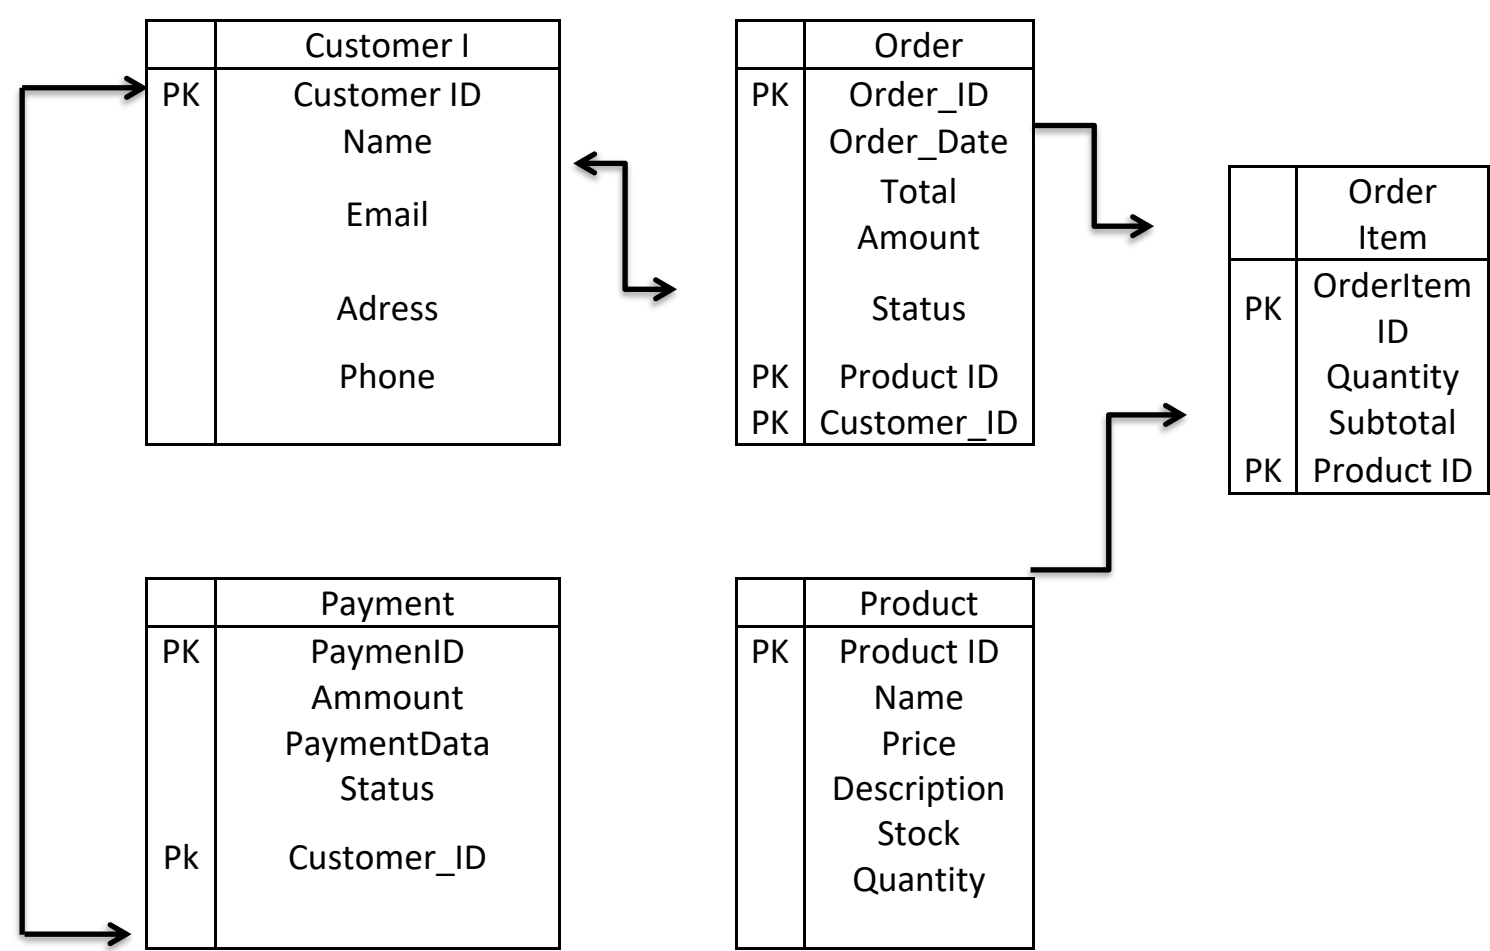 Customer I
PK Customer ID
Name
Email
Adress
Phone
Order
PK Order_ID
Order_Date
Total
Amount
Status
PK Product ID
PK Customer_ID
Order
Item
PK OrderItem
ID
Quantity
Subtotal
PK Product ID
Payment
PK PaymenID
Ammount
PaymentData
Status
Pk Customer_ID
Product
PK Product ID
Name
Price
Description
Stock
Quantity